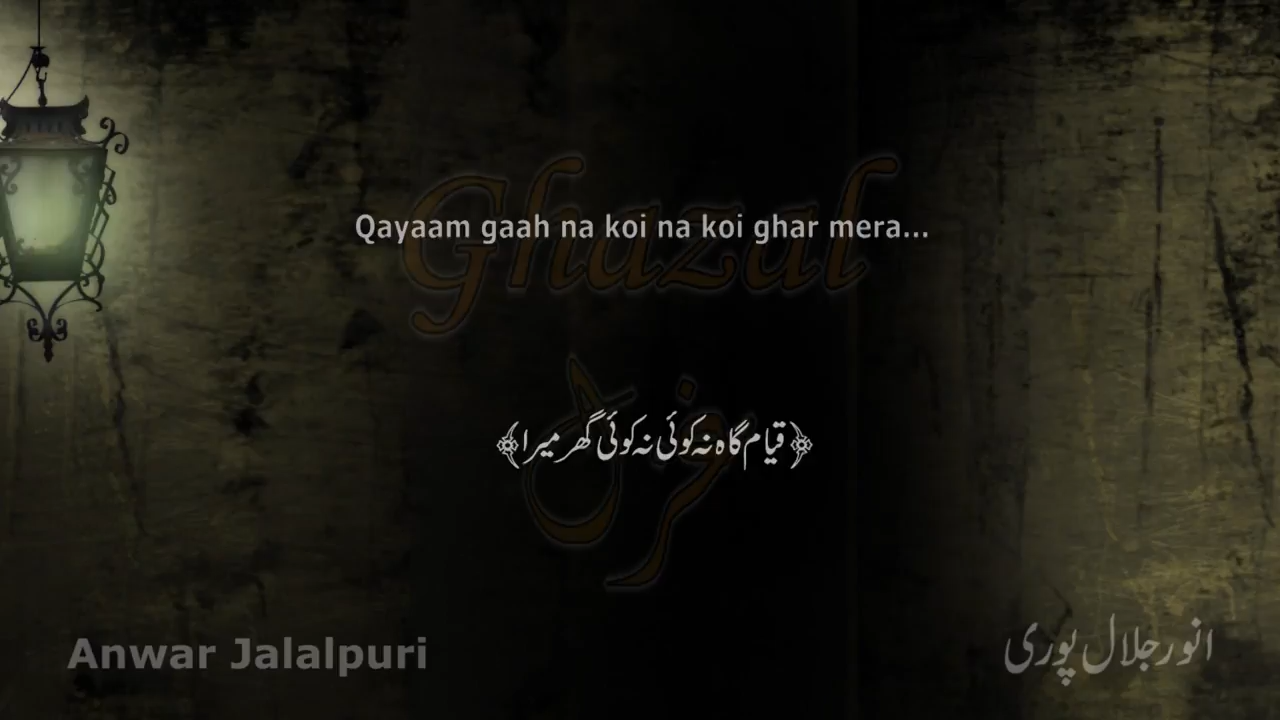 Ghazal
Qayaam gaah na koi na koi ghar mera...
غزل
﴿قیام گاہ نہ کوئی نہ کوئی گھر میرا﴾
Anwar Jalalpuri
انور جلال پوری